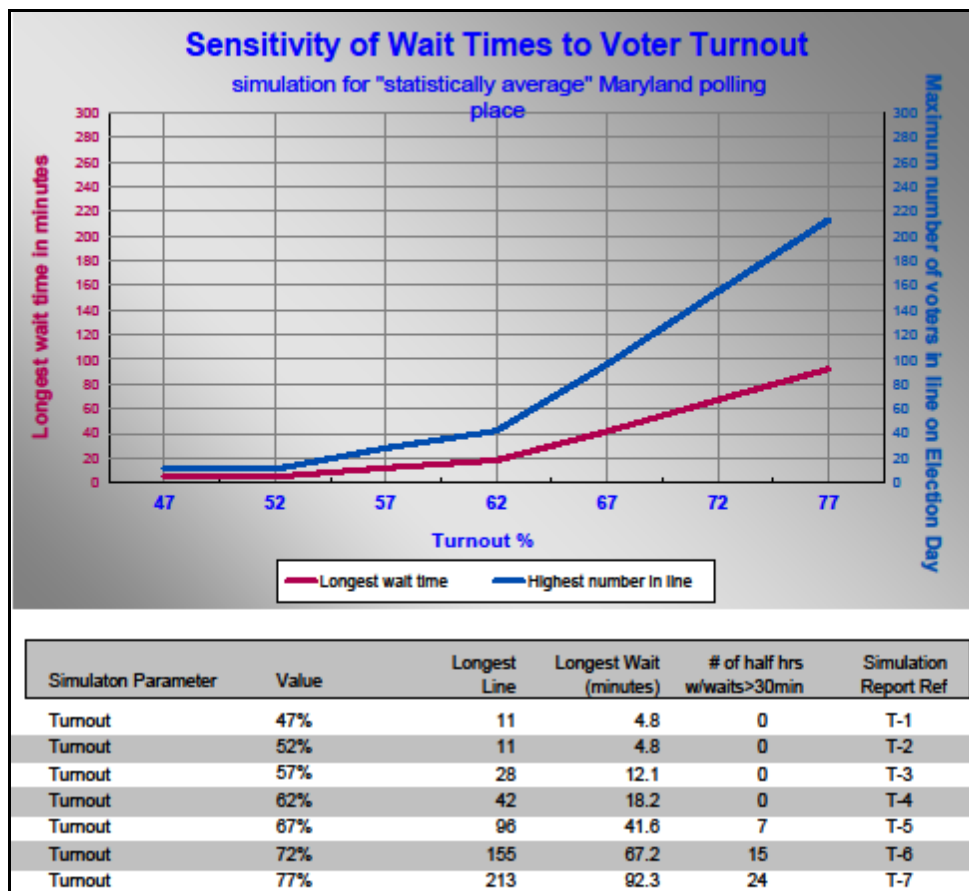 Sensitivity of Wait Times to Voter Turnout
simulation for "statistically average" Maryland polling
place
Longest wait time in minutes
300
280
260
240
220
200
180
160
140
120
100
80
60
40
20
0
300
280
260
240
220
200
180
160
140
120
100
80
60
40
20
0
Maximum number of voters in line on Election Day
47 52 57 62 67 72 77
Turnout %
Longest wait time Highest number in line
Simulaton Parameter Value Longest Line Longest Wait (minutes) # of half hrs w/waits>30min Simulation Report Ref
Turnout 47% 11 4.8 0 T-1
Turnout 52% 11 4.8 0 T-2
Turnout 57% 28 12.1 0 T-3
Turnout 62% 42 18.2 0 T-4
Turnout 67% 96 41.6 7 T-5
Turnout 72% 155 67.2 15 T-6
Turnout 77% 213 92.3 24 T-7